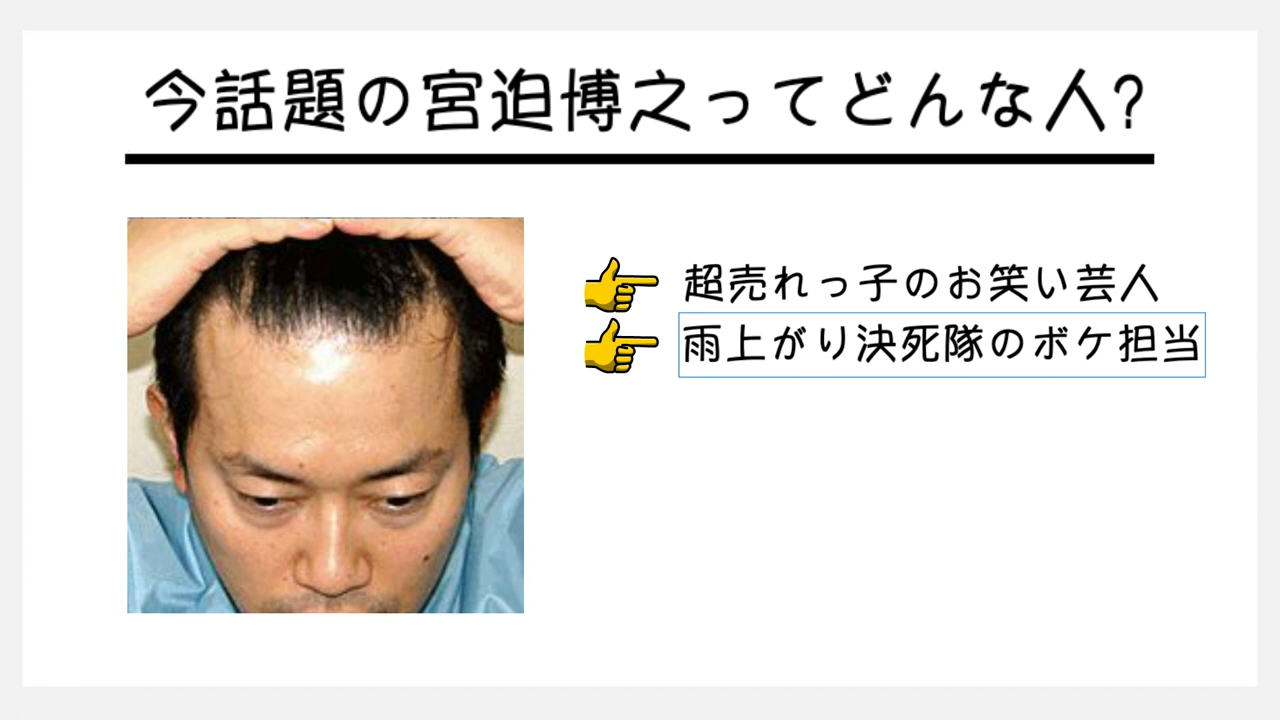 今話題の宮迫博之ってどんな人?
超売れっ子のお笑い芸人
雨上がり決死隊のボケ担当